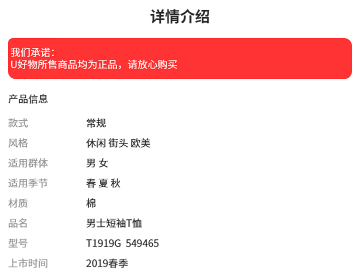 详情介绍
我们承诺：
U好物所售商品均为正品，请放心购买
产品信息
款式 常规
风格 休闲 街头 欧美
适用群体 男 女
适用季节 春 夏 秋
材质 棉
品名 男士短袖T恤
型号 T1919G 549465
上市时间 2019春季